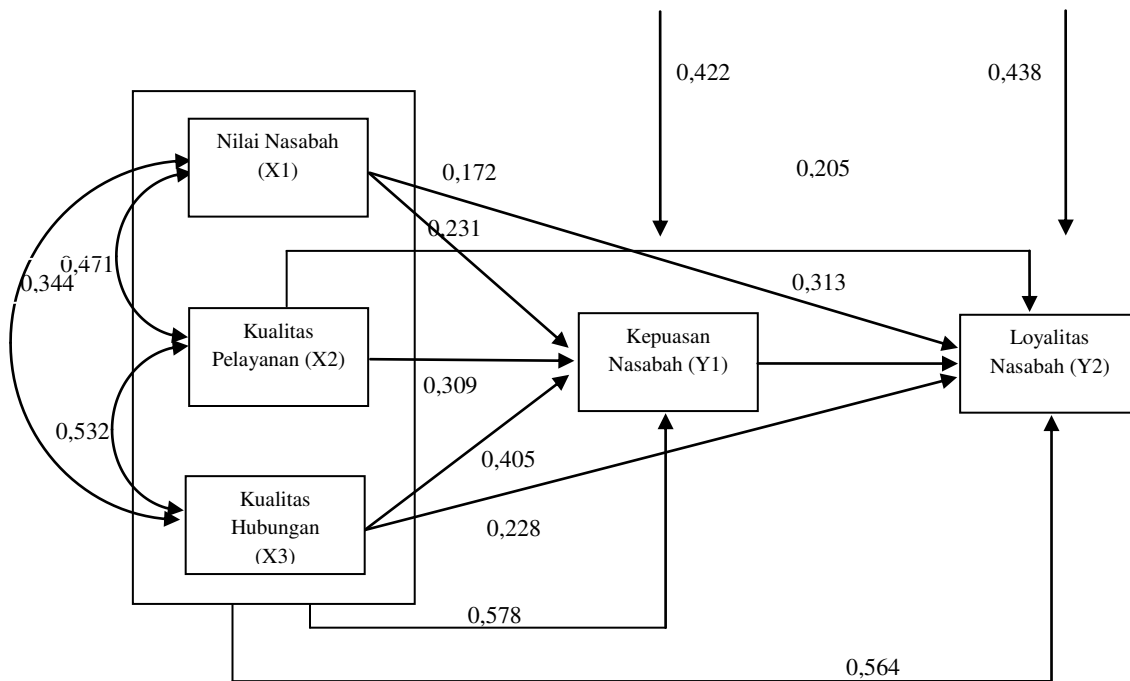 0,422
0,438
Nilai Nasabah
(X1)
0,172
0,205
0,231
0,471
0,344
0,313
Kualitas
Pelayanan (X2)
Kepuasan
Nasabah (Y1)
Loyalitas
Nasabah (Y2)
0,309
0,532
0,405
Kualitas
Hubungan
(X3)
0,228
0,578
0,564